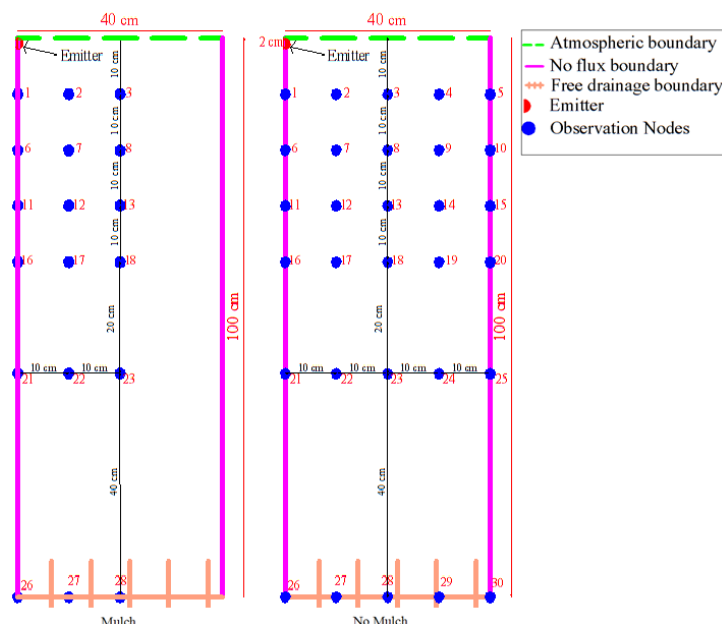 40 cm
40 cm
2 cm
Emitter
Emitter
10 cm
10 cm
1 2 3
1 2 3 4 5
10 cm
10 cm
6 7 8
6 7 8 9 10
10 cm
10 cm
11 12 13
11 12 13 14 15
10 cm
10 cm
16 17 18
16 17 18 19 20
20 cm
20 cm
100 cm
100 cm
10 cm 10 cm
10 cm 10 cm 10 cm 10 cm
21 22 23
21 22 23 24 25
40 cm
40 cm
26 27 28
26 27 28 29 30
Mulch
No Mulch
Atmospheric boundary
No flux boundary
Free drainage boundary
Emitter
Observation Nodes